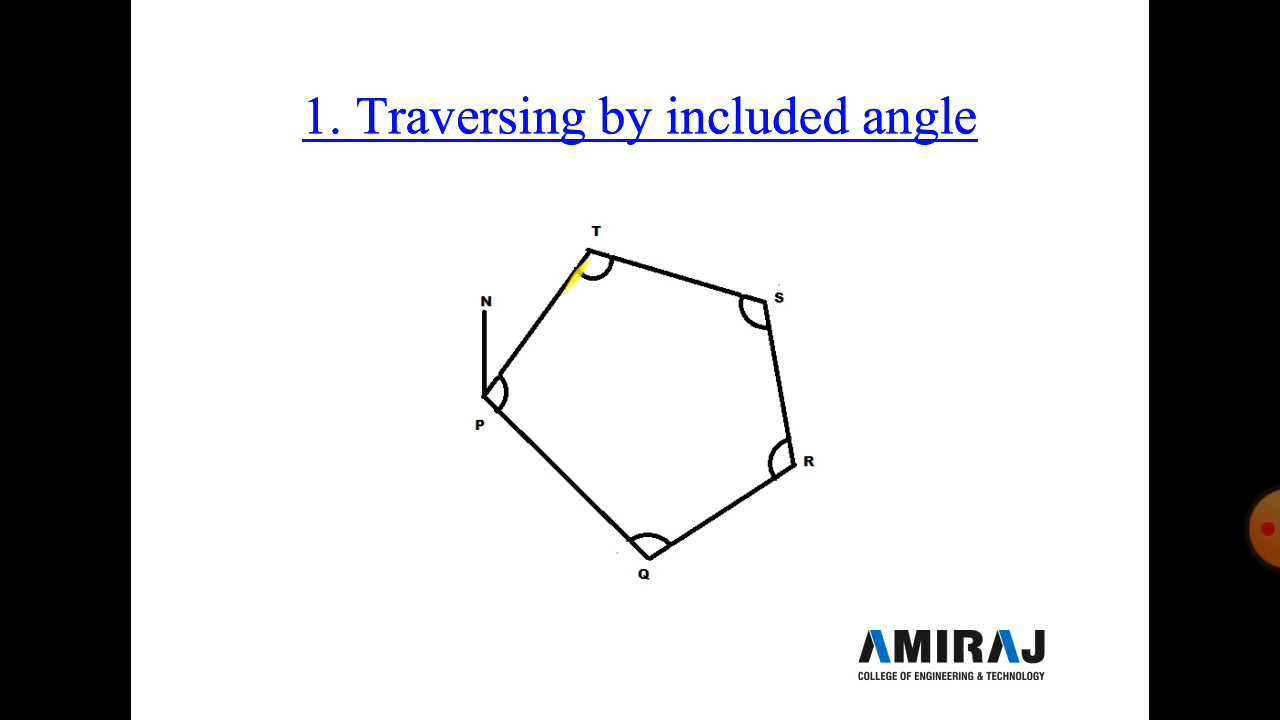 1. Traversing by included angle
T
N
S
P
R
Q
AMIRAJ
COLLEGE OF ENGINEERING & TECHNOLOGY